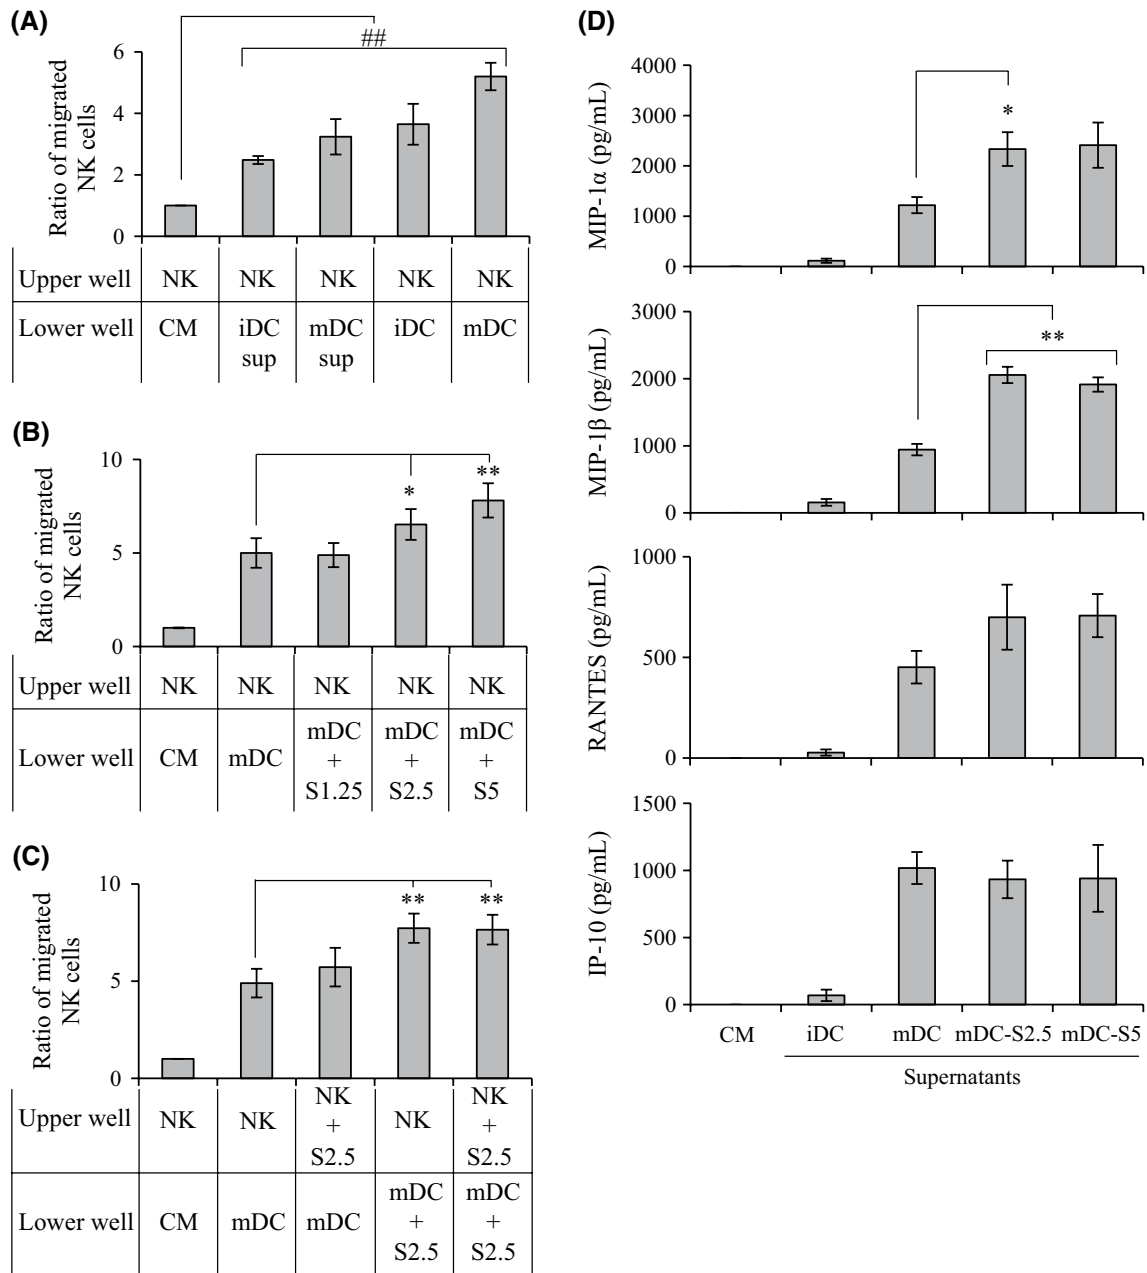 (A)
##
6
4
2
0
Ratio of migrated
NK cells
Upper well NK NK NK NK NK
Lower well CM iDC mDC iDC mDC
sup sup
(B)
10
5
0
Ratio of migrated
NK cells
* **
Upper well NK NK NK NK NK
mDC mDC mDC
Lower well CM mDC + + +
S1.25 S2.5 S5
(C)
10
5
0
Ratio of migrated
NK cells
** **
NK NK
Upper well NK NK + NK +
S2.5 S2.5
mDC mDC
Lower well CM mDC mDC + +
S2.5 S2.5
(D)
4000
3000
2000
1000
0
MIP-1α (pg/mL)
*
3000
2000
1000
0
MIP-1β (pg/mL)
**
1000
500
0
RANTES (pg/mL)
1500
1000
500
0
IP-10 (pg/mL)
CM iDC mDC mDC-S2.5 mDC-S5
Supernatants